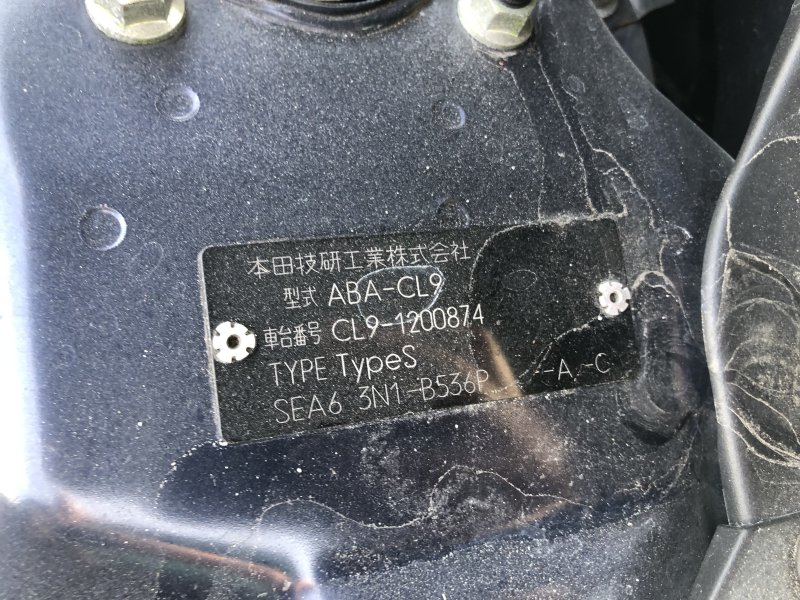 本田技研工業株式会社
型式 ABA-CL9
車台番号 CL9-1200874
TYPE TypeS
SEA6 3N1-B536P -A -C